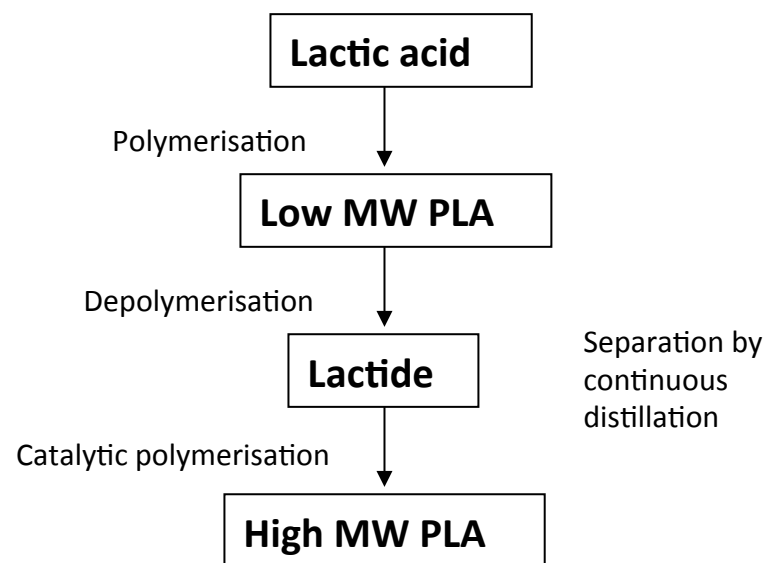 Lactic acid
Polymerisation
Low MW PLA
Depolymerisation
Lactide
Separation by
continuous
distillation
Catalytic polymerisation
High MW PLA